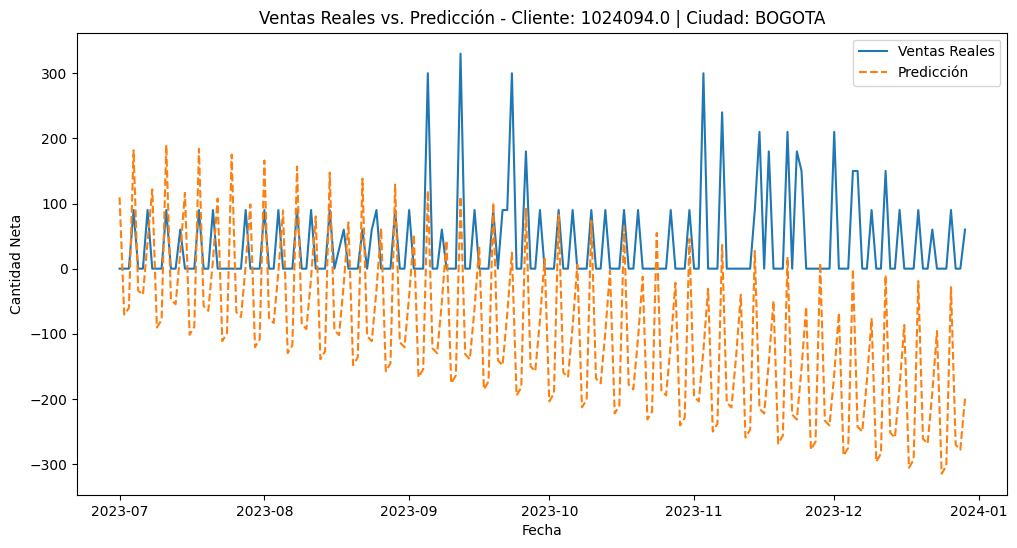 Ventas Reales vs. Predicción - Cliente: 1024094.0 | Ciudad: BOGOTA
Ventas Reales
Predicción
Cantidad Neta
300
200
100
0
−100
−200
−300
2023-07
2023-08
2023-09
2023-10
2023-11
2023-12
2024-01
Fecha